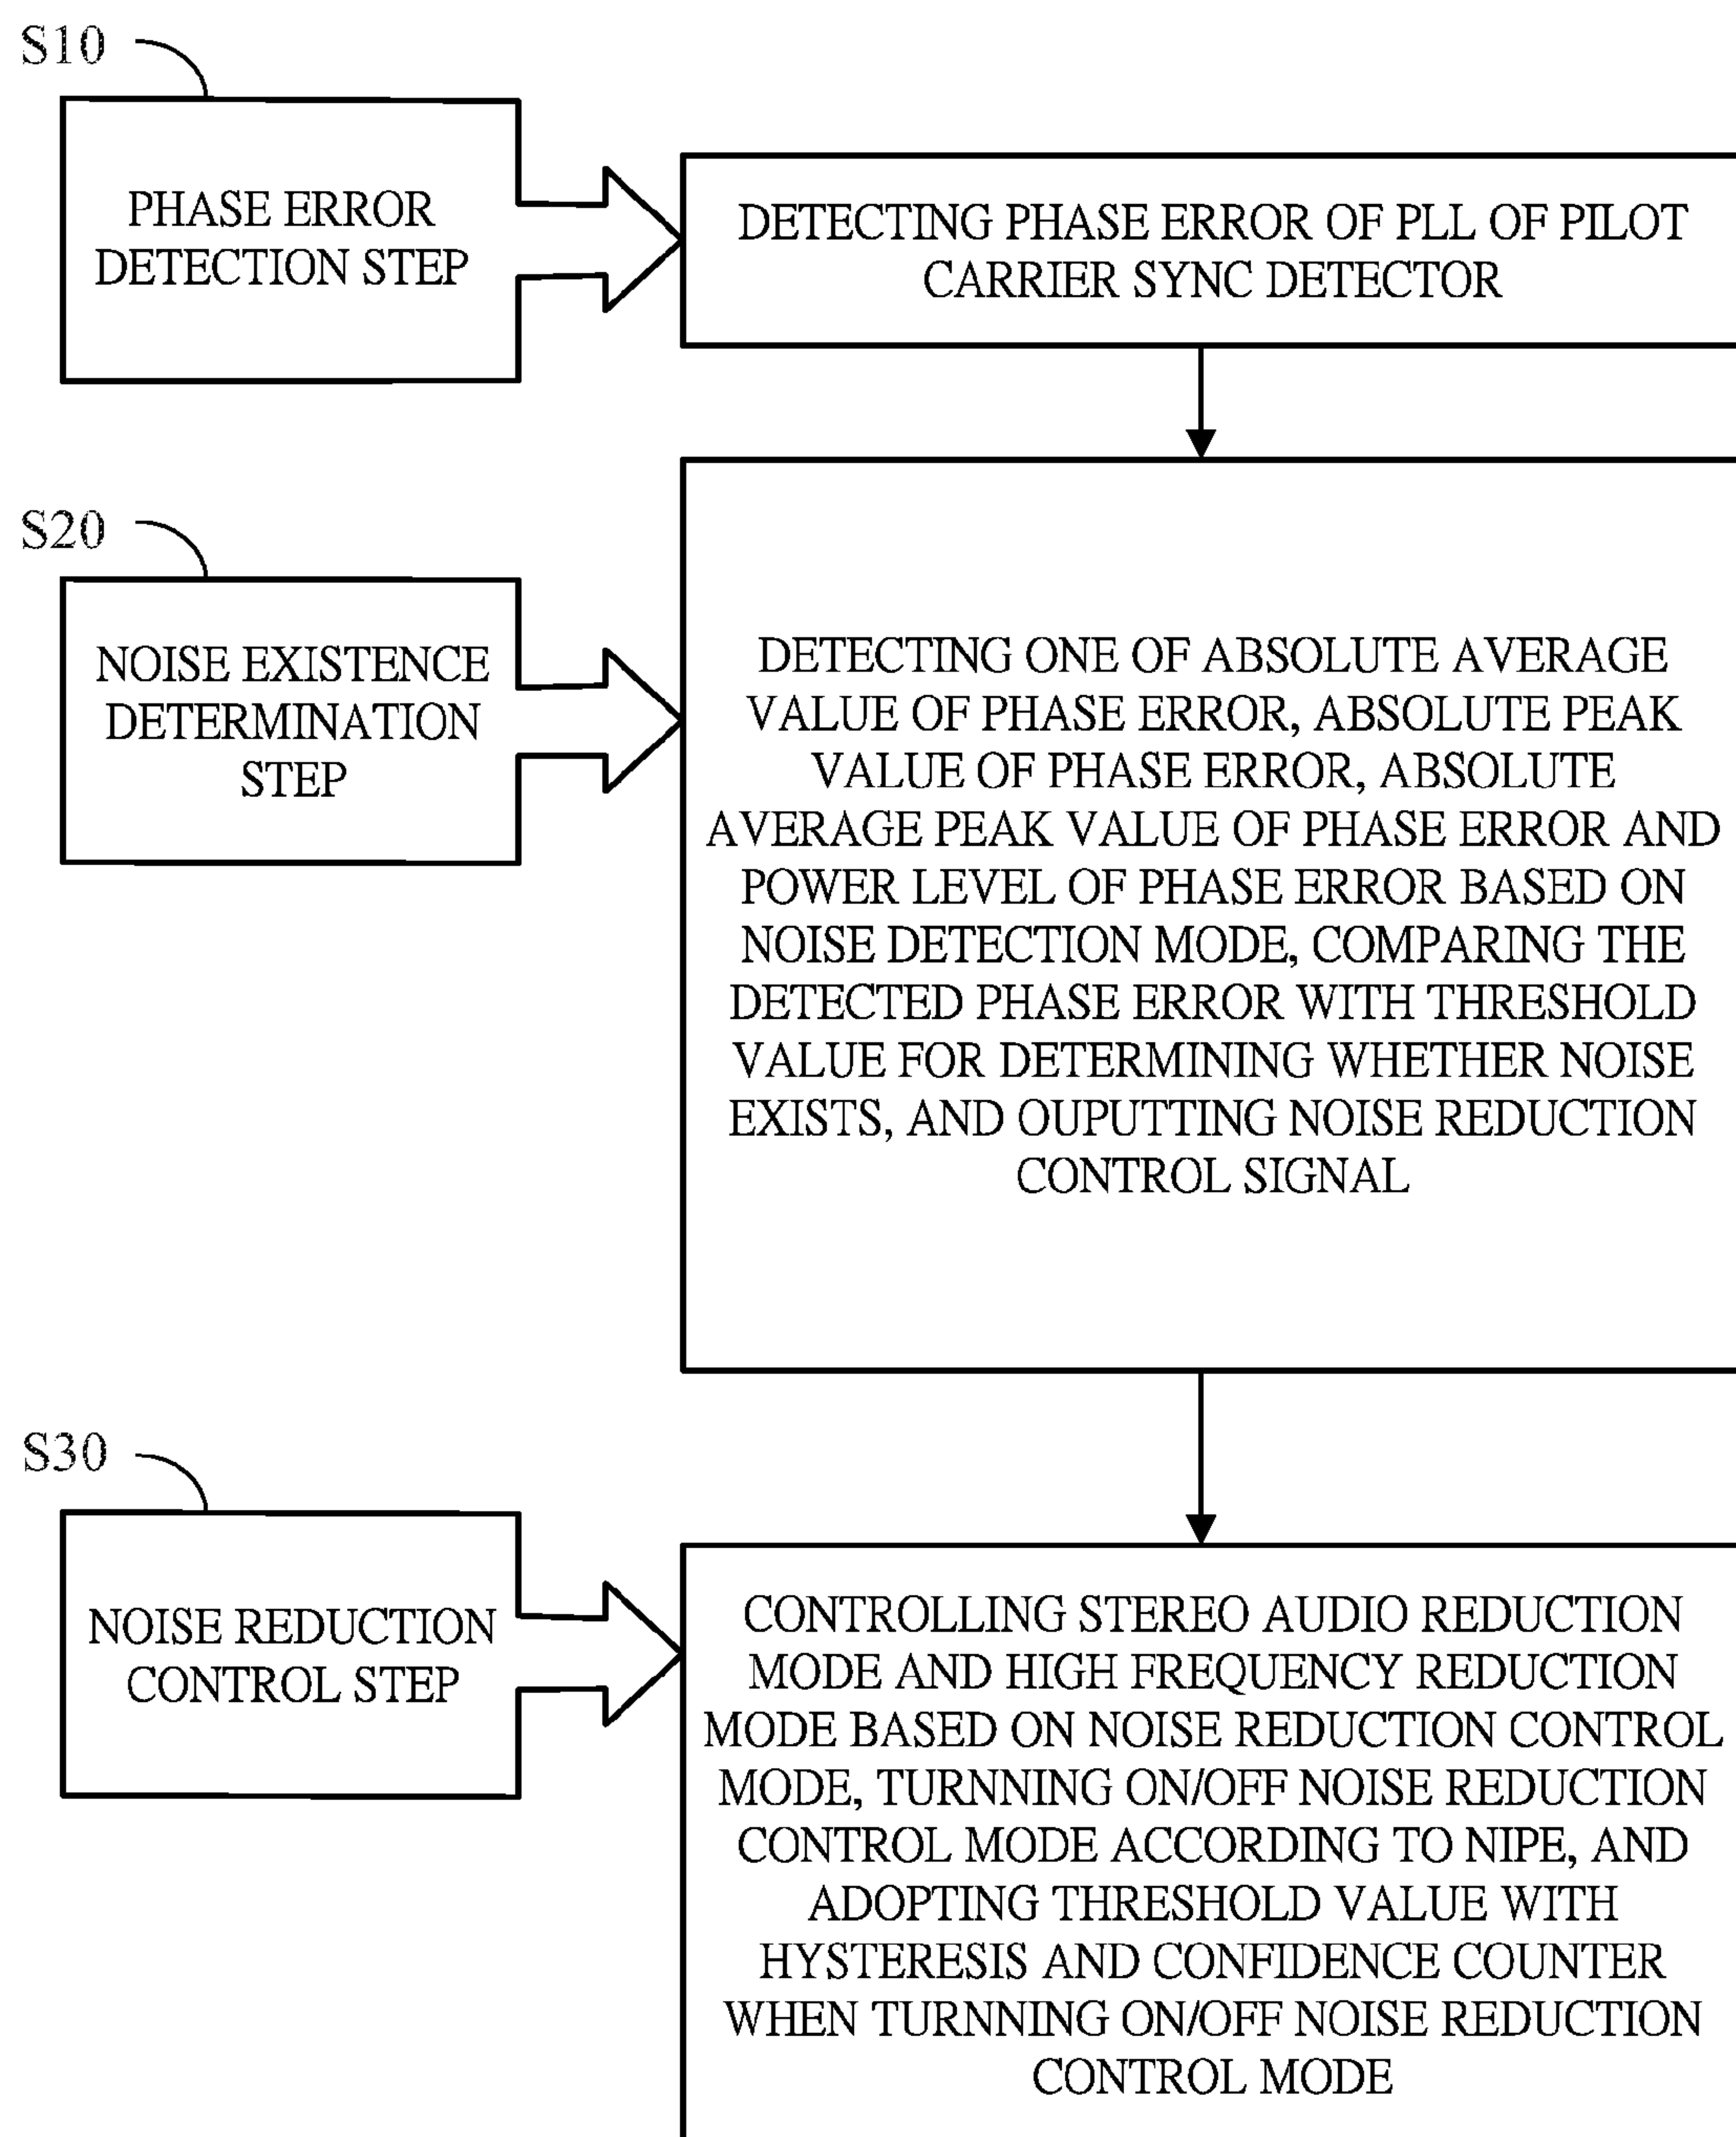 S10
PHASE ERROR
DETECTION STEP
DETECTING PHASE ERROR OF PLL OF PILOT
CARRIER SYNC DETECTOR
S20
NOISE EXISTENCE
DETERMINATION
STEP
DETECTING ONE OF ABSOLUTE AVERAGE
VALUE OF PHASE ERROR, ABSOLUTE PEAK
VALUE OF PHASE ERROR, ABSOLUTE
AVERAGE PEAK VALUE OF PHASE ERROR AND
POWER LEVEL OF PHASE ERROR BASED ON
NOISE DETECTION MODE, COMPARING THE
DETECTED PHASE ERROR WITH THRESHOLD
VALUE FOR DETERMINING WHETHER NOISE
EXISTS, AND OUPUTTING NOISE REDUCTION
CONTROL SIGNAL
S30
NOISE REDUCTION
CONTROL STEP
CONTROLLING STEREO AUDIO REDUCTION
MODE AND HIGH FREQUENCY REDUCTION
MODE BASED ON NOISE REDUCTION CONTROL
MODE, TURNNING ON/OFF NOISE REDUCTION
CONTROL MODE ACCORDING TO NIPE, AND
ADOPTING THRESHOLD VALUE WITH
HYSTERESIS AND CONFIDENCE COUNTER
WHEN TURNNING ON/OFF NOISE REDUCTION
CONTROL MODE